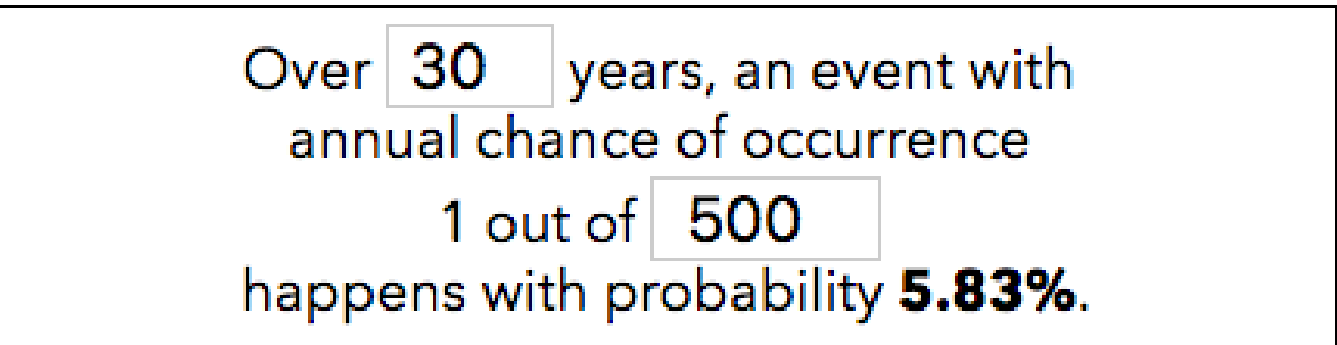 Over 30 years, an event with
annual chance of occurrence
1 out of 500
happens with probability 5.83%.